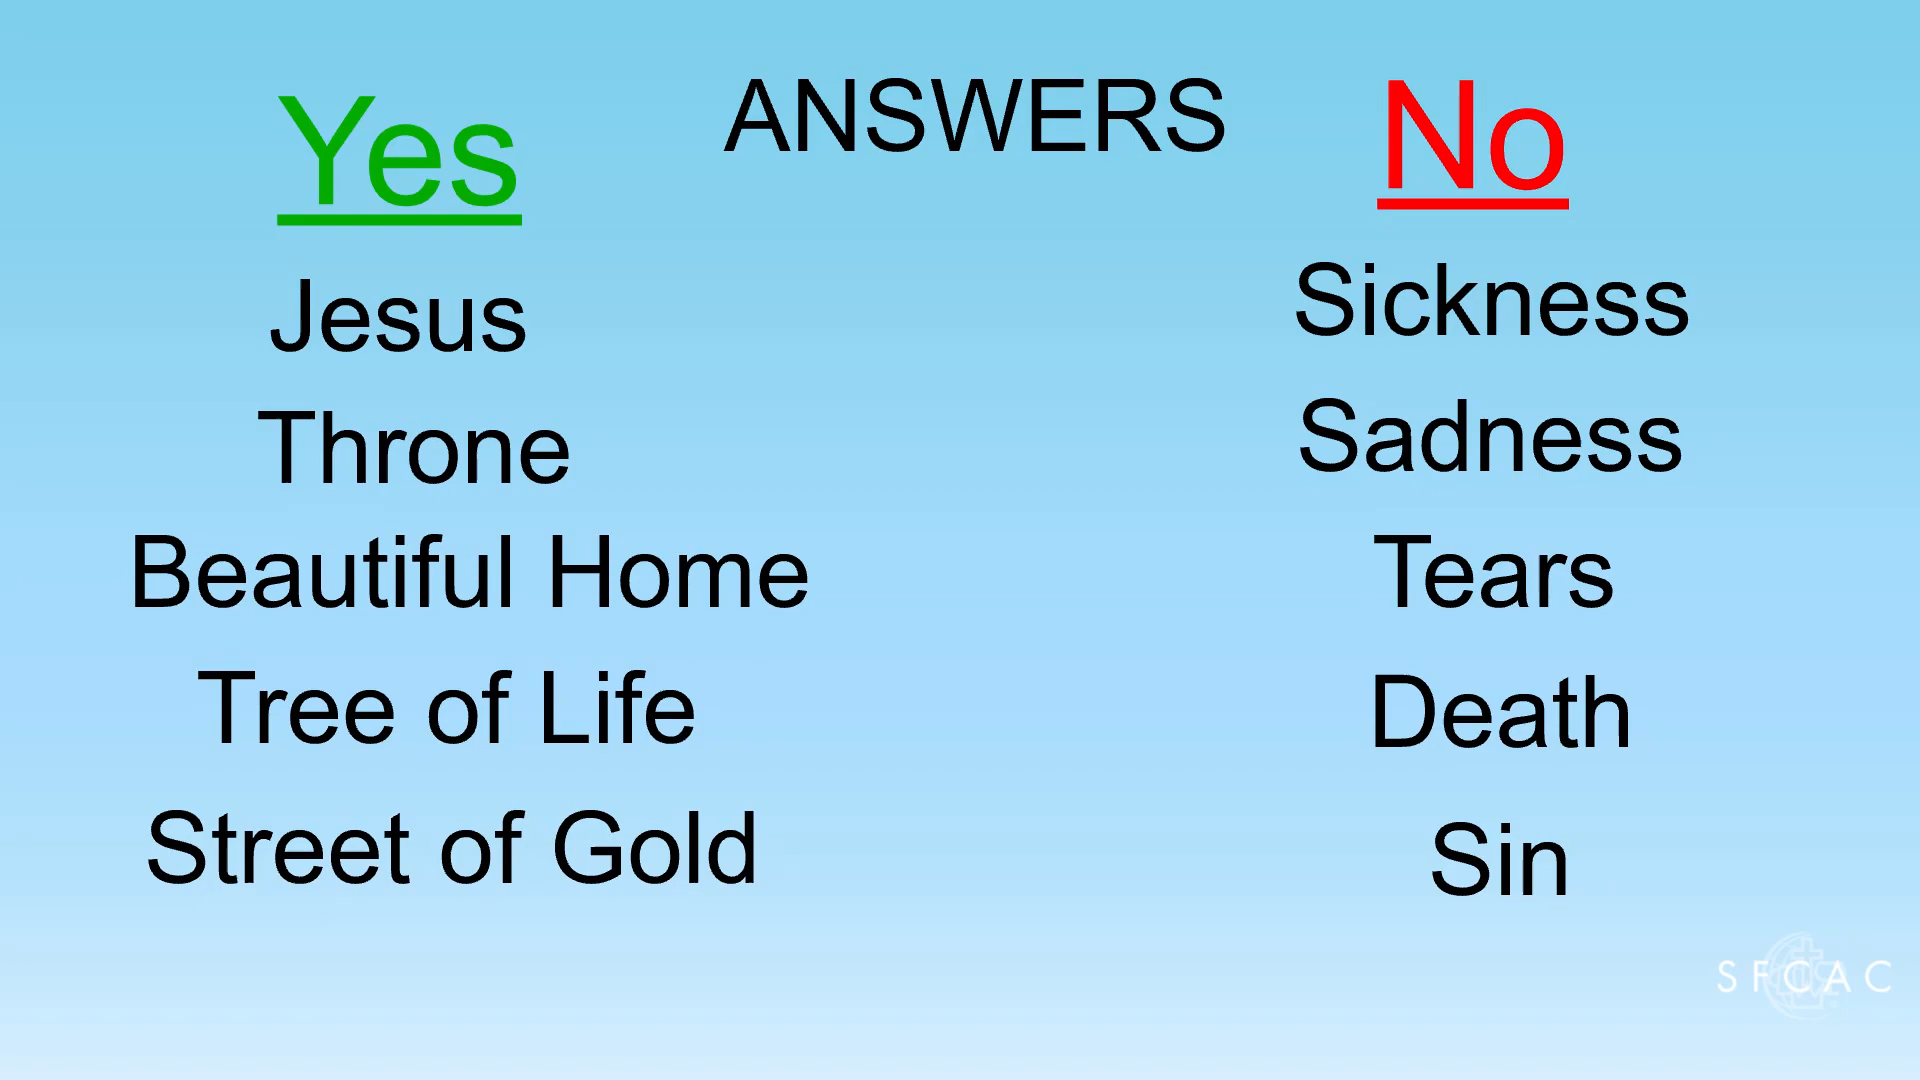 ANSWERS
Yes
Jesus
Throne
Beautiful Home
Tree of Life
Street of Gold
No
Sickness
Sadness
Tears
Death
Sin
SFCAC